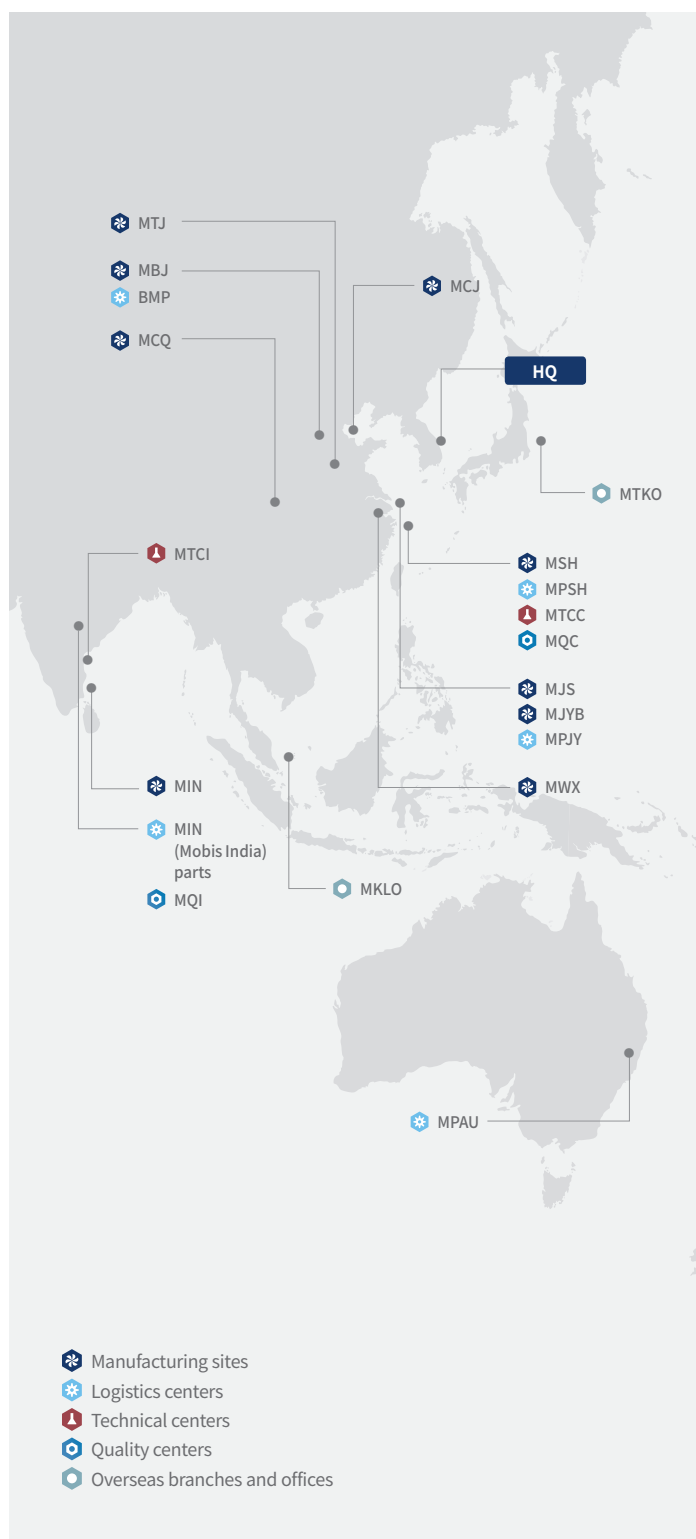 MTJ
MBJ
BMP
MCQ
MCJ
HQ
MTKO
MTCI
MSH
MPSH
MTCC
MQC
MJS
MJYB
MPJY
MWX
MIN
MIN
(Mobis India)
parts
MQI
MKLO
MPAU
Manufacturing sites
Logistics centers
Technical centers
Quality centers
Overseas branches and offices